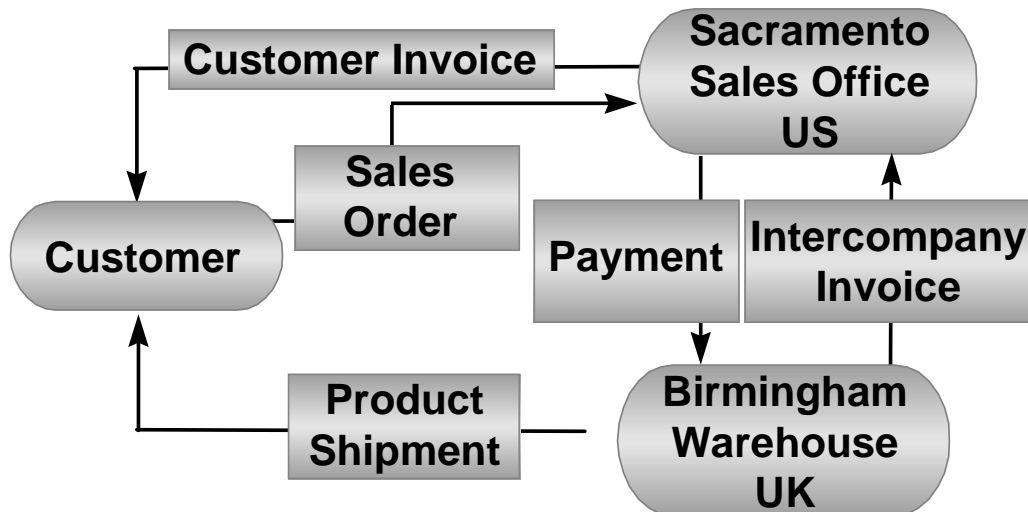 Customer Invoice
Sacramento
Sales Office
US
Sales
Order
Customer
Payment
Intercompany
Invoice
Product
Shipment
Birmingham
Warehouse
UK